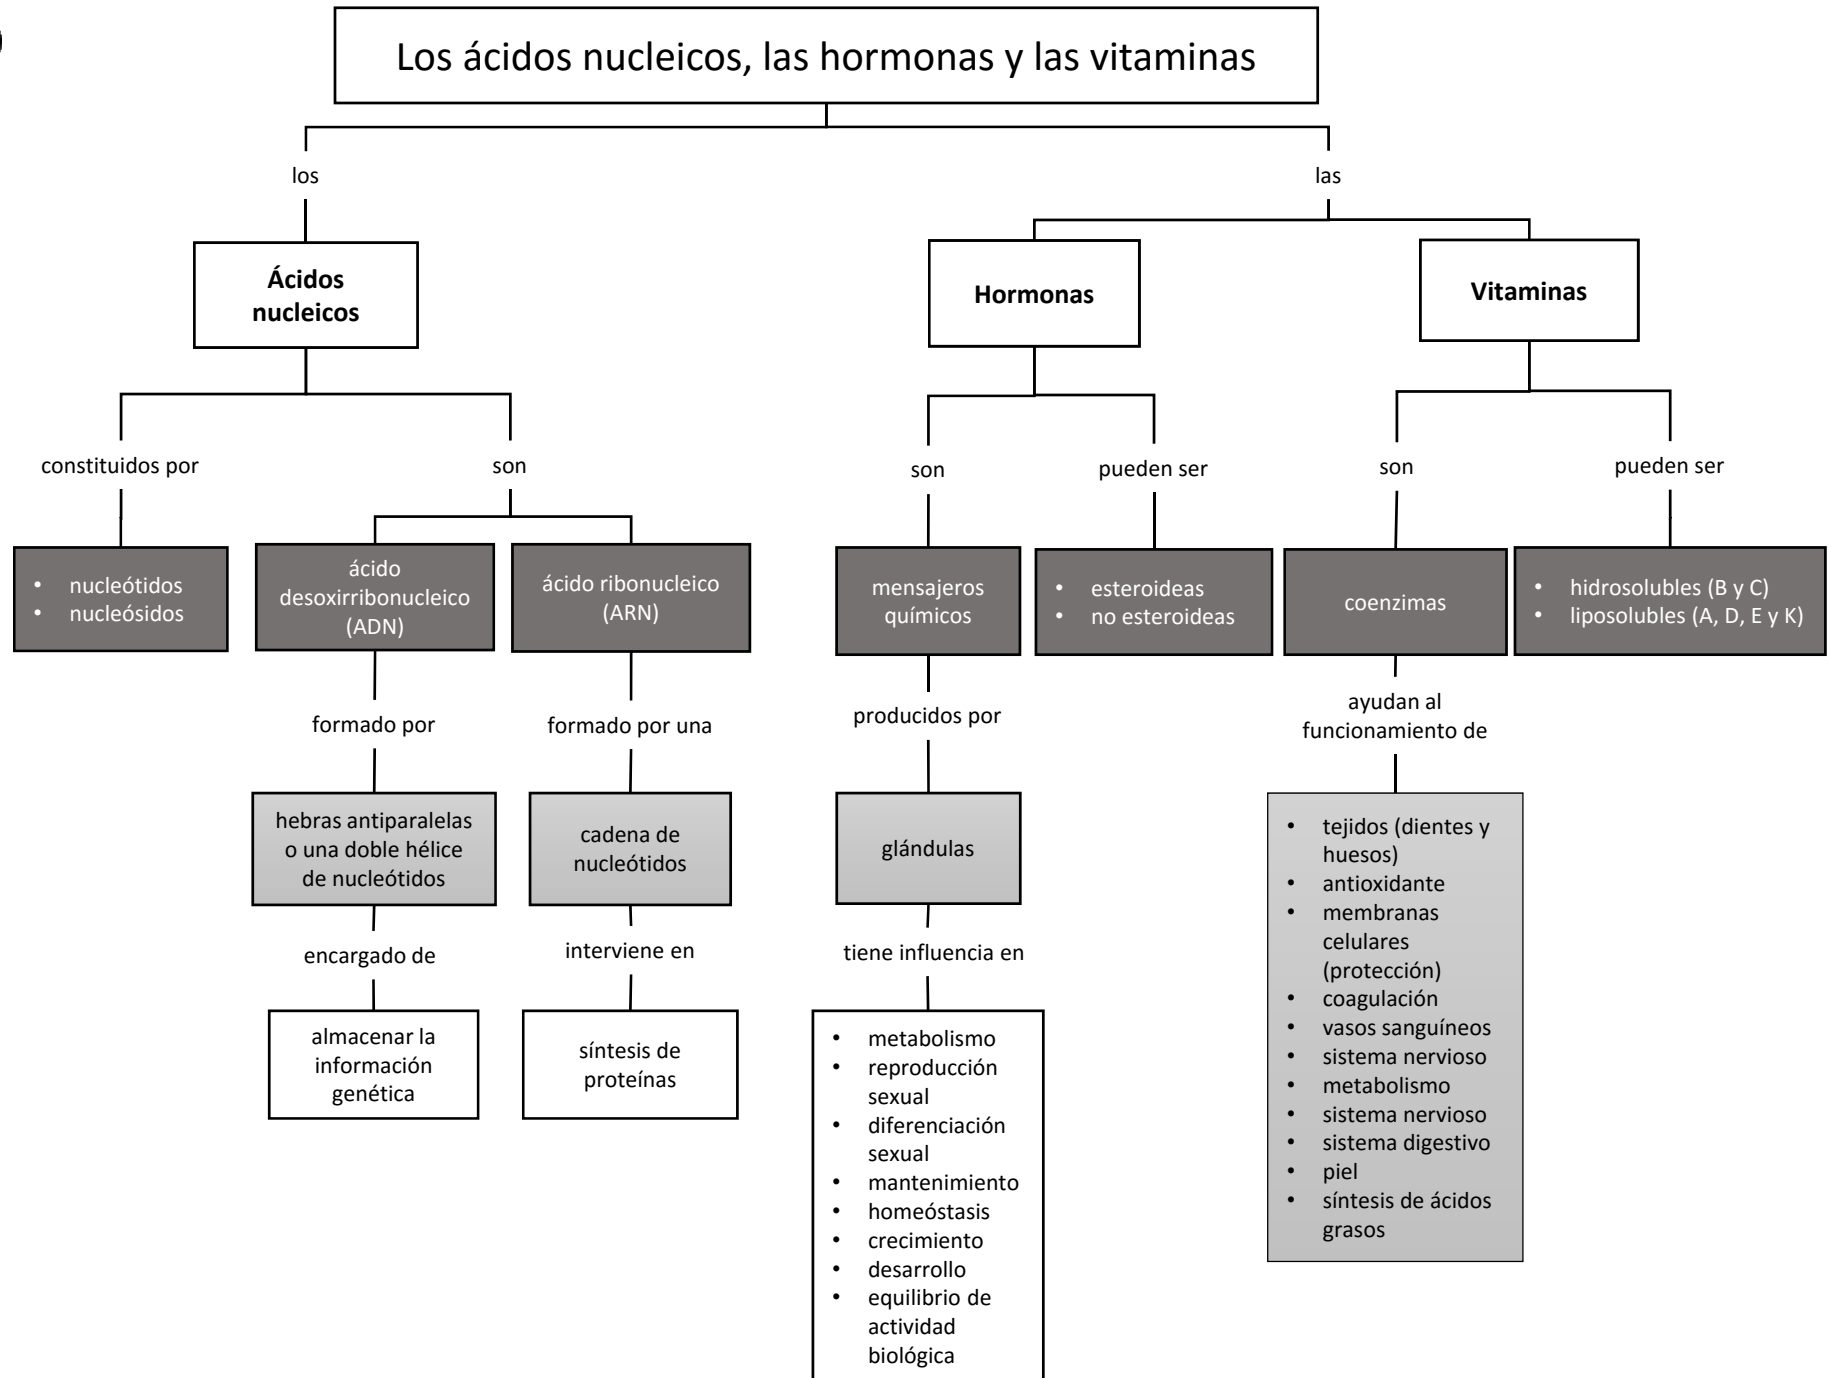 Los ácidos nucleicos, las hormonas y las vitaminas
los
las
Ácidos
nucleicos
Hormonas
Vitaminas
constituidos por
son
son
pueden ser
son
pueden ser
• nucleótidos
• nucleósidos
ácido
desoxirribonucleico
(ADN)
ácido ribonucleico
(ARN)
mensajeros
químicos
• esteroideas
• no esteroideas
coenzimas
• hidrosolubles (B y C)
• liposolubles (A, D, E y K)
formado por
formado por una
producidos por
ayudan al
funcionamiento de
hebras antiparalelas
o una doble hélice
de nucleótidos
cadena de
nucleótidos
glándulas
• tejidos (dientes y
huesos)
• antioxidante
• membranas
celulares
(protección)
• coagulación
• vasos sanguíneos
• sistema nervioso
• metabolismo
• sistema nervioso
• sistema digestivo
• piel
• síntesis de ácidos
grasos
encargado de
interviene en
tiene influencia en
almacenar la
información
genética
síntesis de
proteínas
• metabolismo
• reproducción
sexual
• diferenciación
sexual
• mantenimiento
• homeóstasis
• crecimiento
• desarrollo
• equilibrio de
actividad
biológica